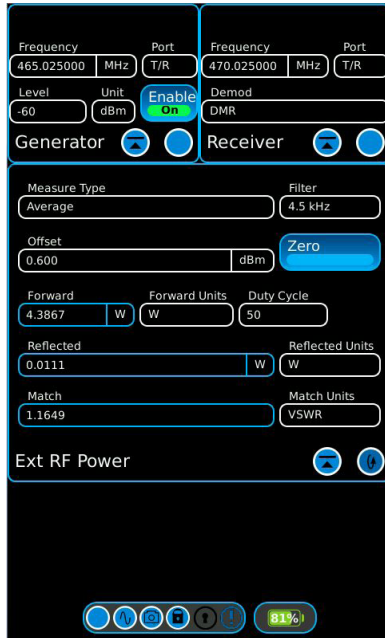 Frequency Port
465.025000 MHz T/R
Level Unit
-60 dBm
Enable
On
Generator
Frequency Port
470.025000 MHz T/R
Demod
DMR
Receiver
Measure Type Filter
Average 4.5 kHz
Offset
0.600 dBm
Zero
Forward Forward Units Duty Cycle
4.3867 W W 50
Reflected Reflected Units
0.0111 W W
Match Match Units
1.1649 VSWR
Ext RF Power
81%